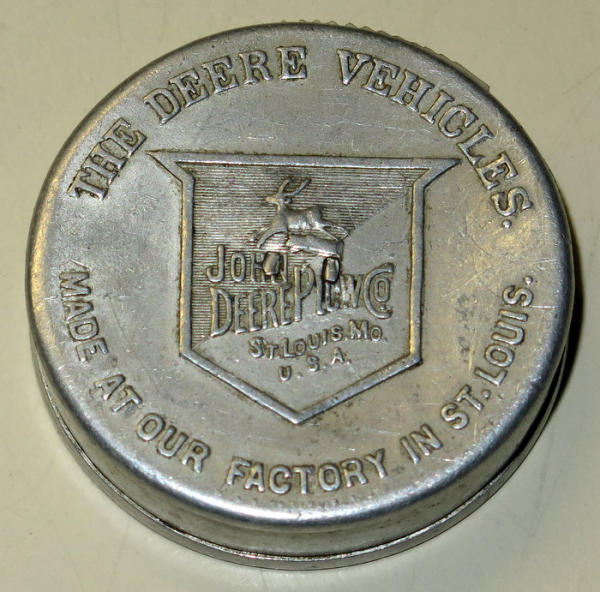 THE DEERE VEHICLES.
JOHN
DEERE PLOW CO
ST. LOUIS. MO.
U. S. A.
MADE AT OUR FACTORY IN ST. LOUIS.